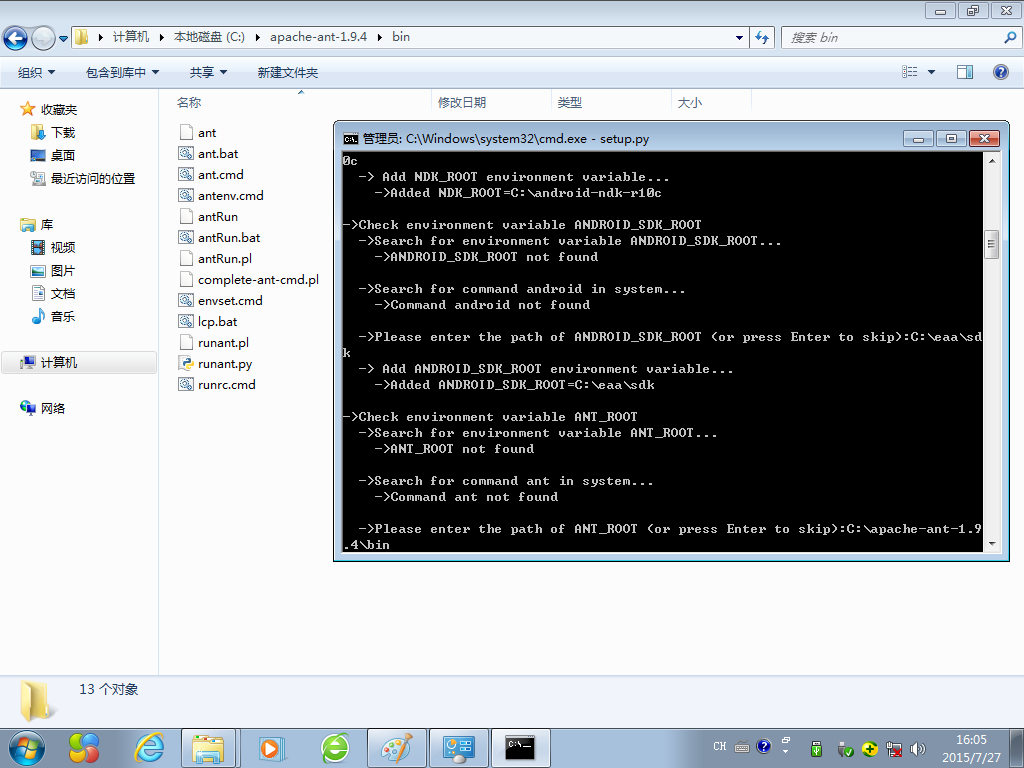 计算机 本地磁盘 (C:) apache-ant-1.9.4 bin
搜索 bin
组织 包含到库中 共享 新建文件夹
名称 修改日期 类型 大小
收藏夹
下载
桌面
最近访问的位置
库
视频
图片
文档
音乐
计算机
网络
ant
ant.bat
ant.cmd
antenv.cmd
antRun
antRun.bat
antRun.pl
complete-ant-cmd.pl
envset.cmd
lcp.bat
runant.pl
runant.py
runrc.cmd
管理员: C:\Windows\system32\cmd.exe - setup.py
0c
-> Add NDK_ROOT environment variable...
->Added NDK_ROOT=C:\android-ndk-r10c
->Check environment variable ANDROID_SDK_ROOT
->Search for environment variable ANDROID_SDK_ROOT...
->ANDROID_SDK_ROOT not found
->Search for command android in system...
->Command android not found
->Please enter the path of ANDROID_SDK_ROOT (or press Enter to skip):C:\eaa\sd
k
-> Add ANDROID_SDK_ROOT environment variable...
->Added ANDROID_SDK_ROOT=C:\eaa\sdk
->Check environment variable ANT_ROOT
->Search for environment variable ANT_ROOT...
->ANT_ROOT not found
->Search for command ant in system...
->Command ant not found
->Please enter the path of ANT_ROOT (or press Enter to skip):C:\apache-ant-1.9
.4\bin
13 个对象
C:\_
CH
16:05
2015/7/27